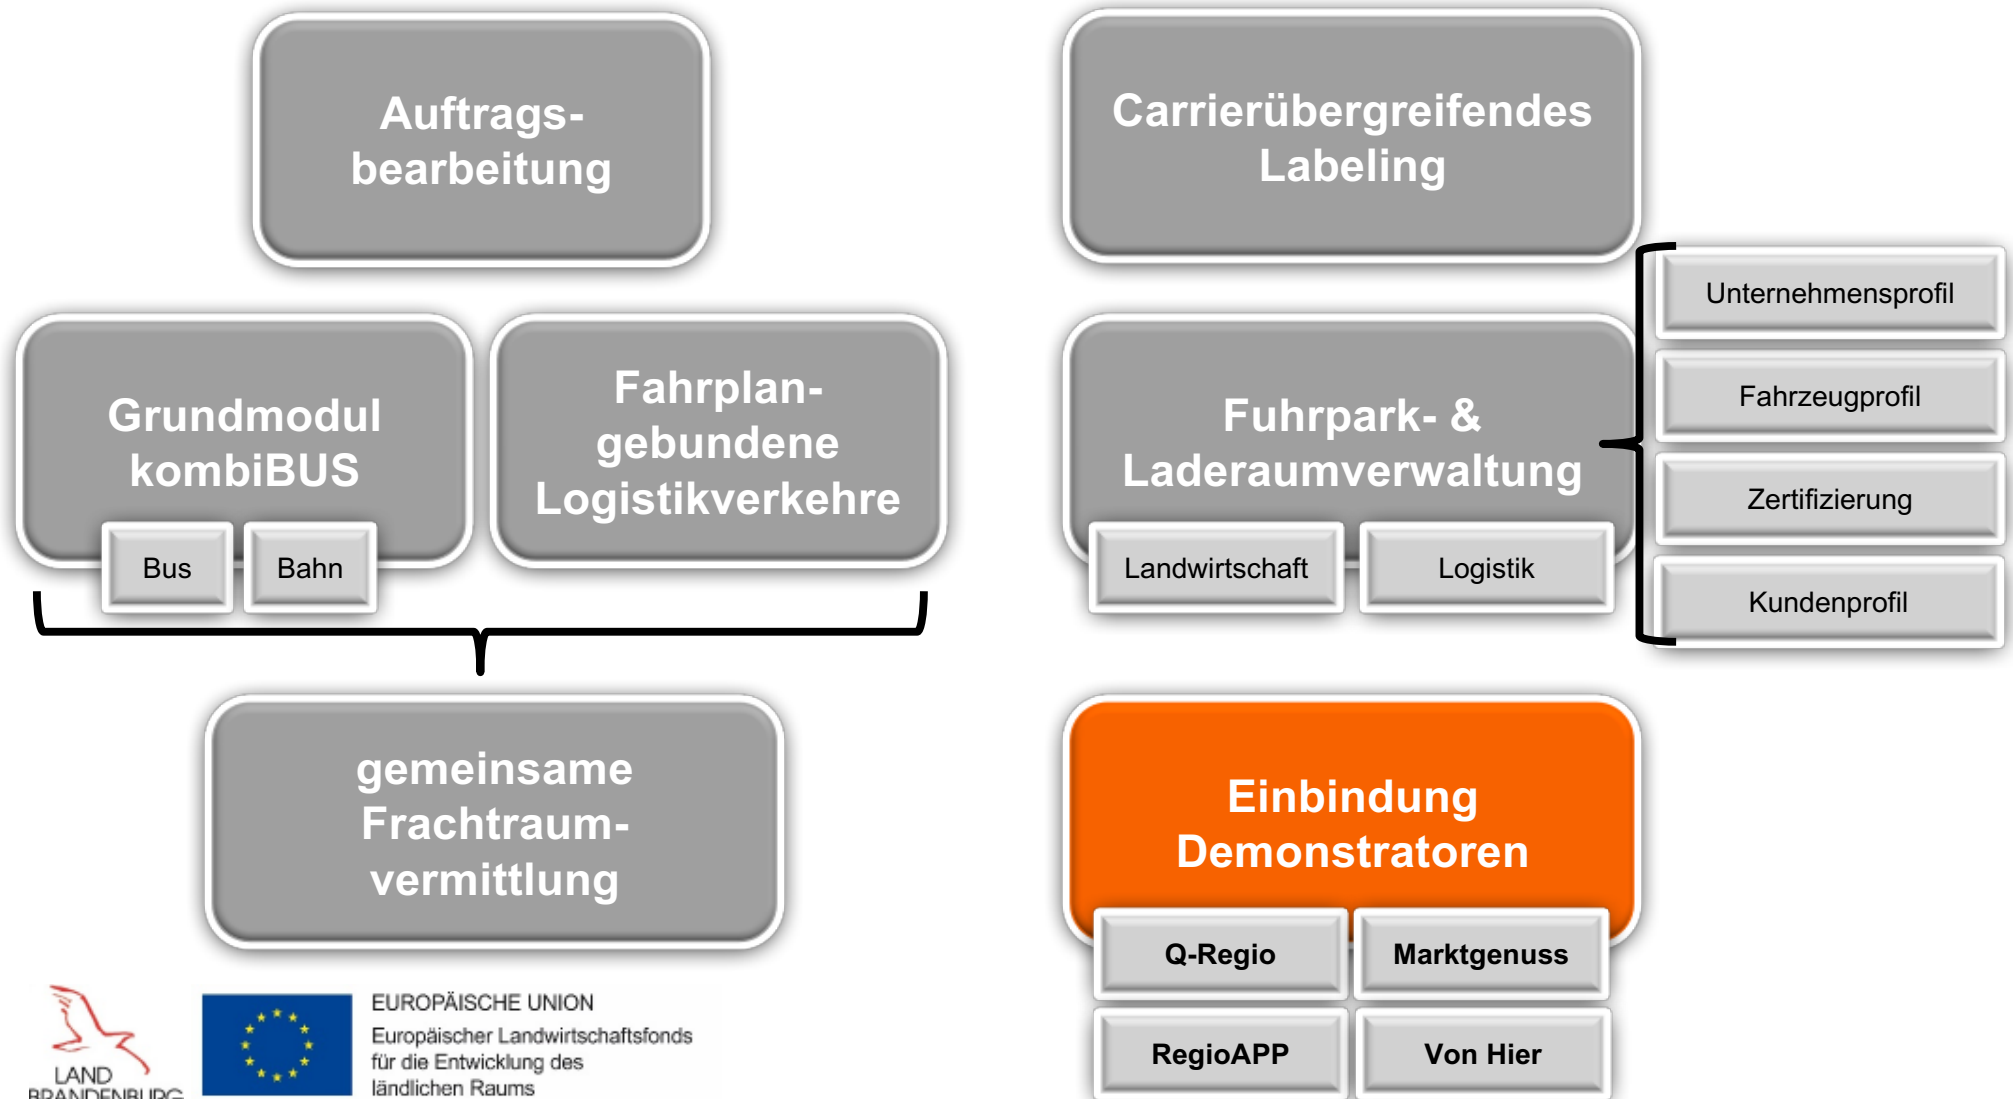 Auftrags-
bearbeitung
Carrierübergreifendes
Labeling
Grundmodul
kombiBUS
Bus
Bahn
Fahrplan-
gebundene
Logistikverkehre
Fuhrpark- &
Laderaumverwaltung
Landwirtschaft
Logistik
Unternehmensprofil
Fahrzeugprofil
Zertifizierung
Kundenprofil
gemeinsame
Frachtraum-
vermittlung
Einbindung
Demonstratoren
Q-Regio
Marktgenuss
RegioAPP
Von Hier
LAND
BRANDENBURG
EUROPÄISCHE UNION
Europäischer Landwirtschaftsfonds
für die Entwicklung des
ländlichen Raums